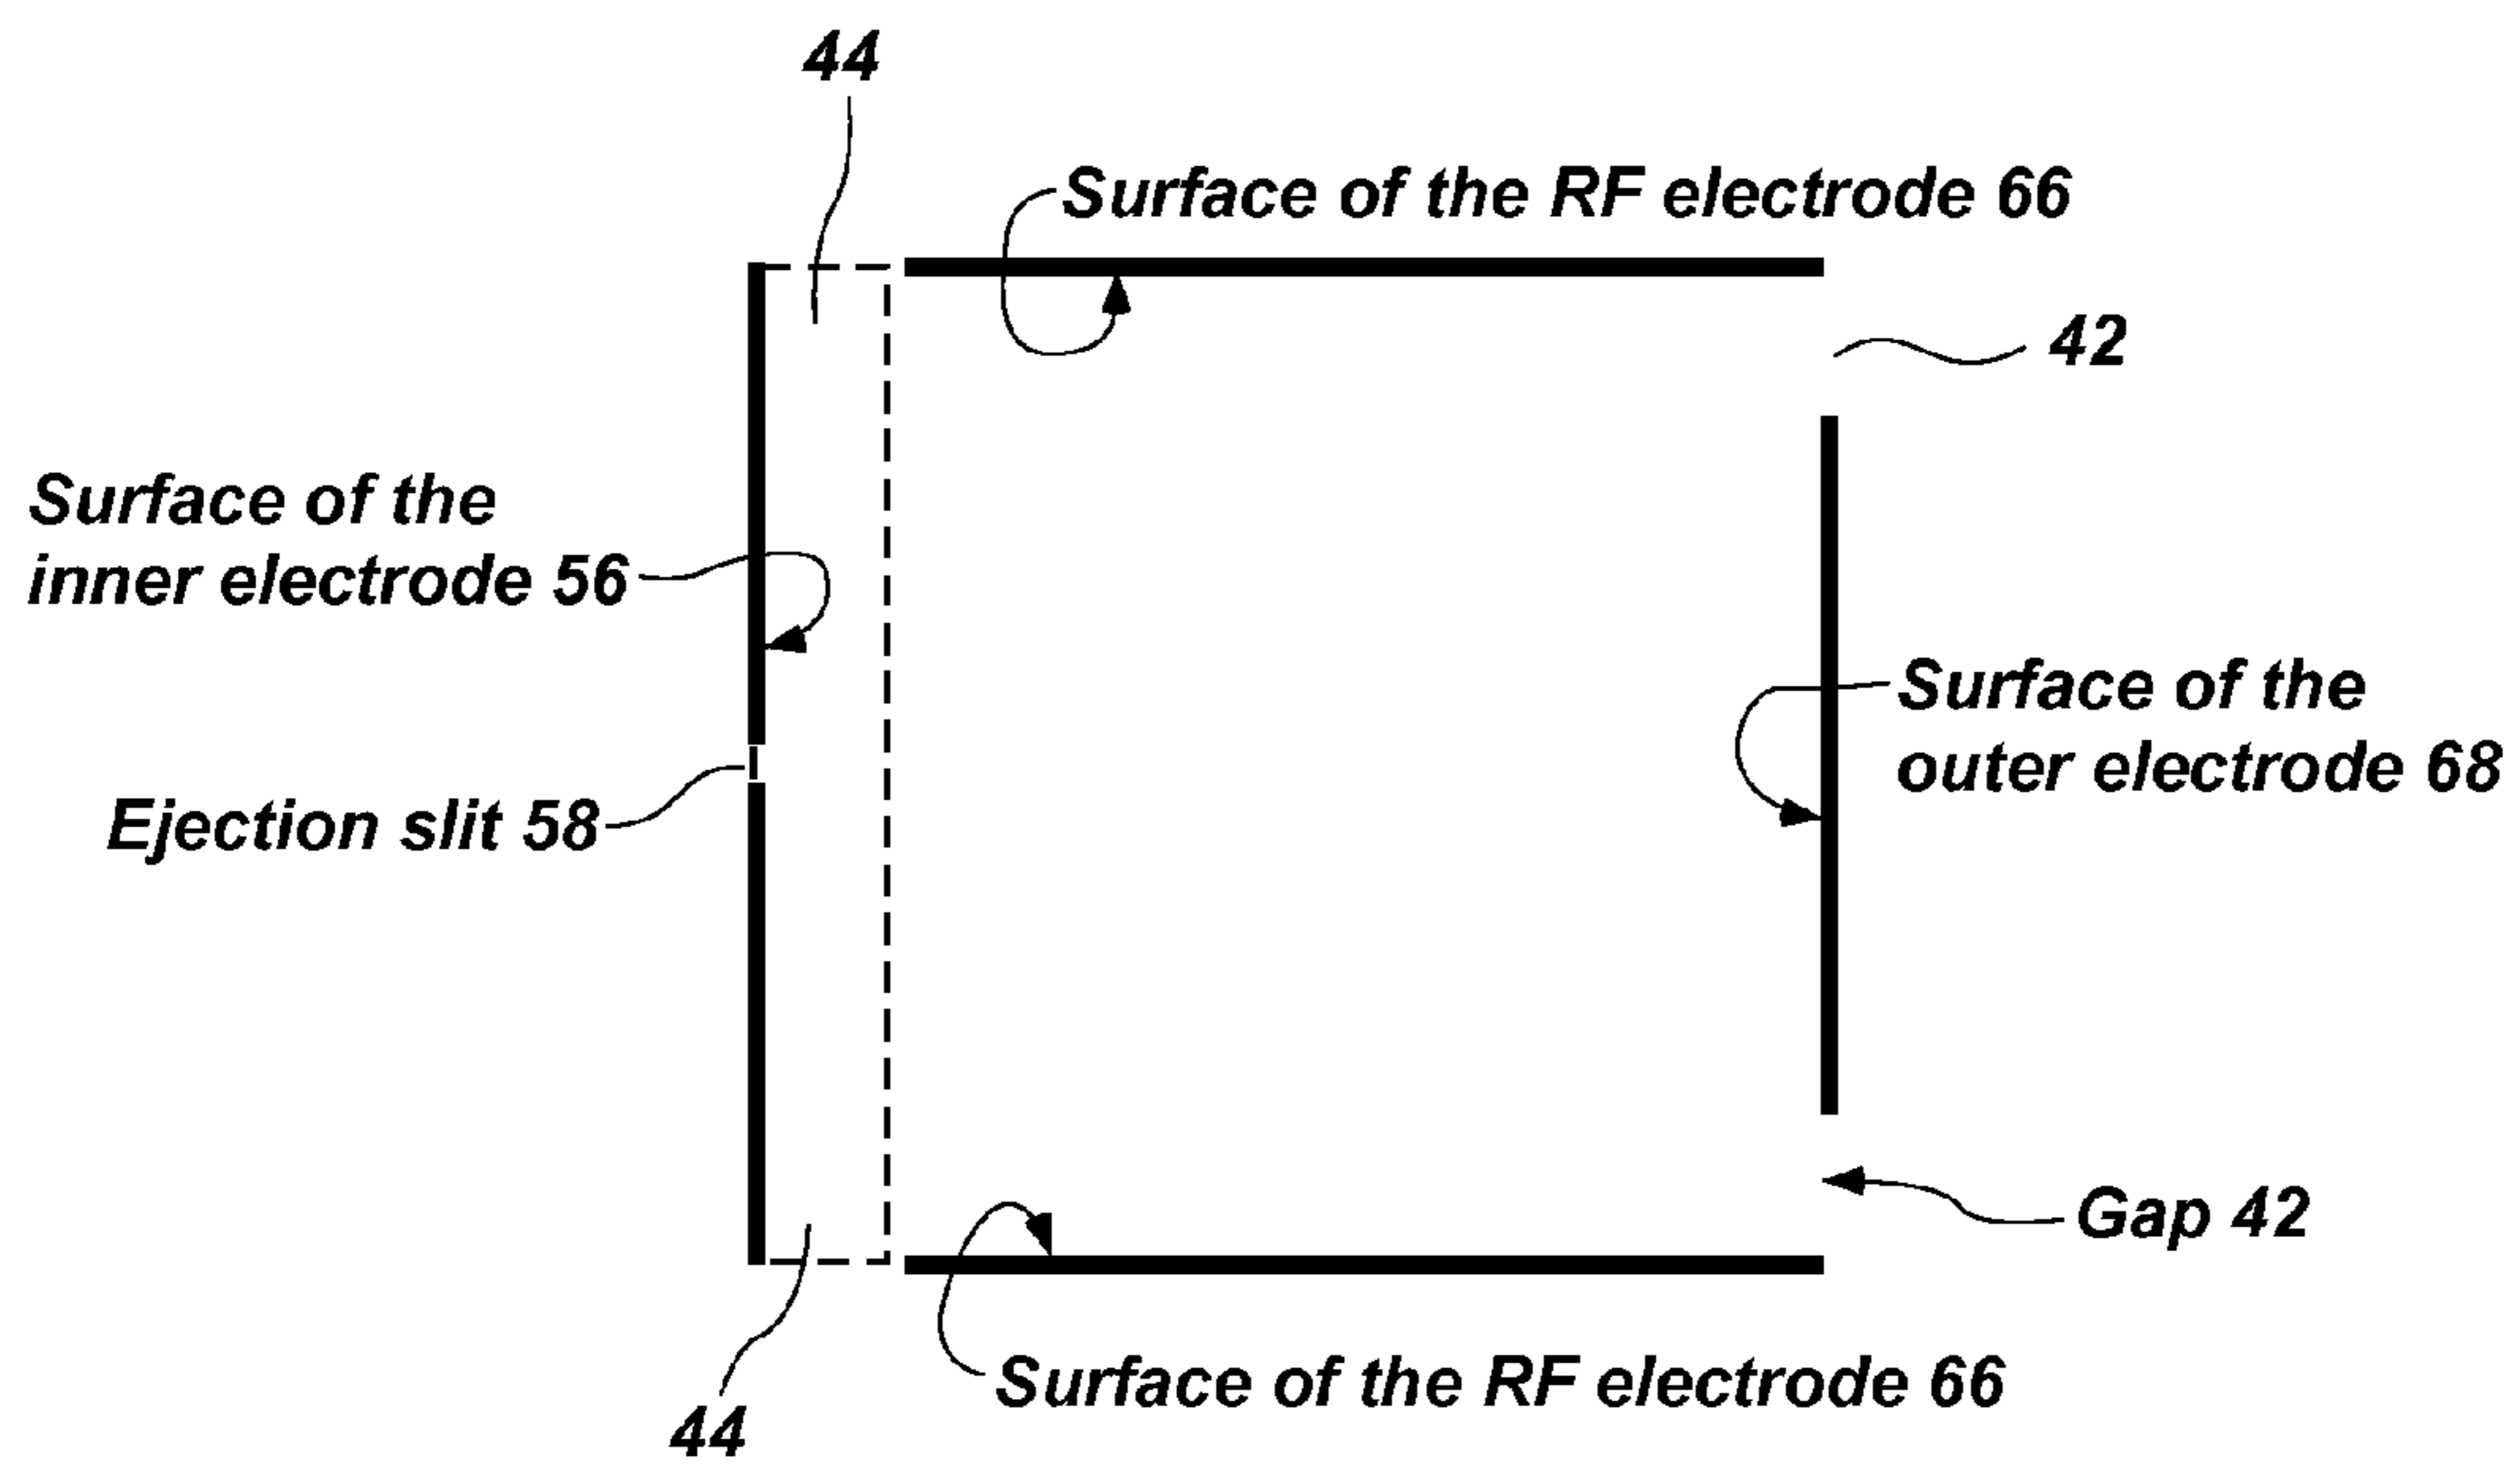 44
Surface of the RF electrode 66
42
Surface of the
inner electrode 56
Surface of the
outer electrode 68
Ejection slit 58
Gap 42
Surface of the RF electrode 66
44